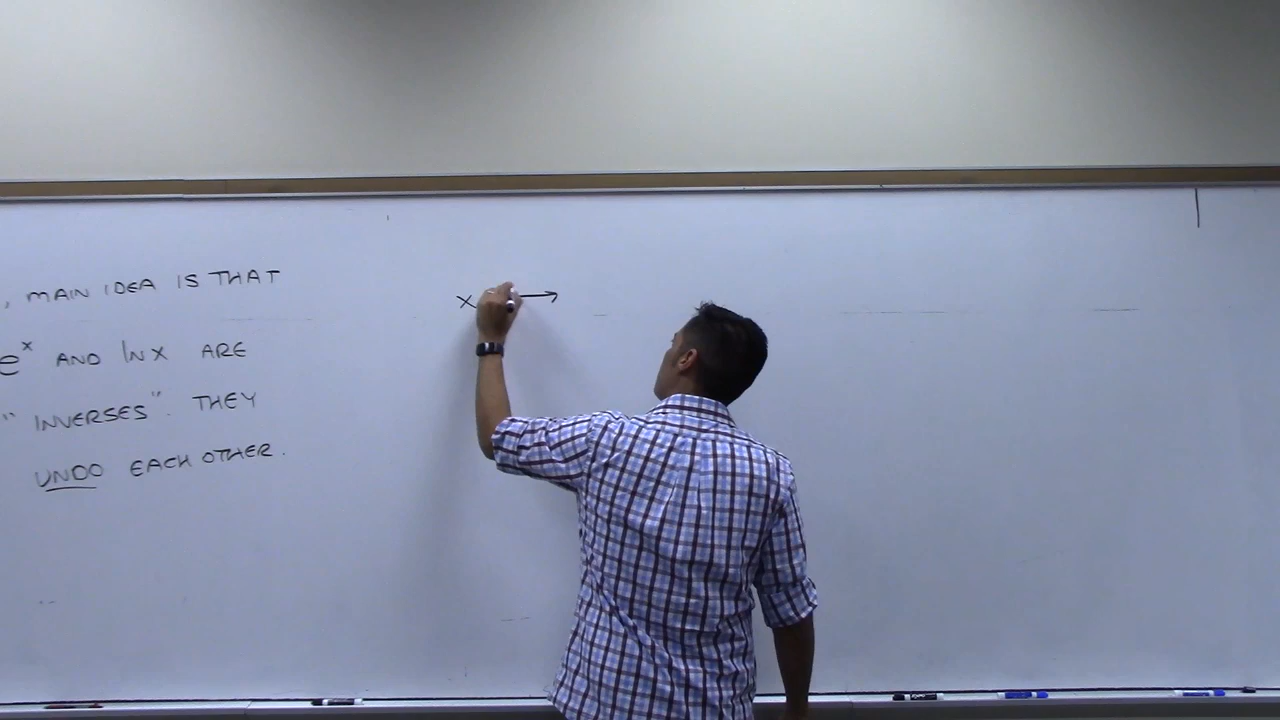 , MAIN IDEA IS THAT
e^x AND ln x ARE
" INVERSES". THEY
UNDO EACH OTHER.
x →